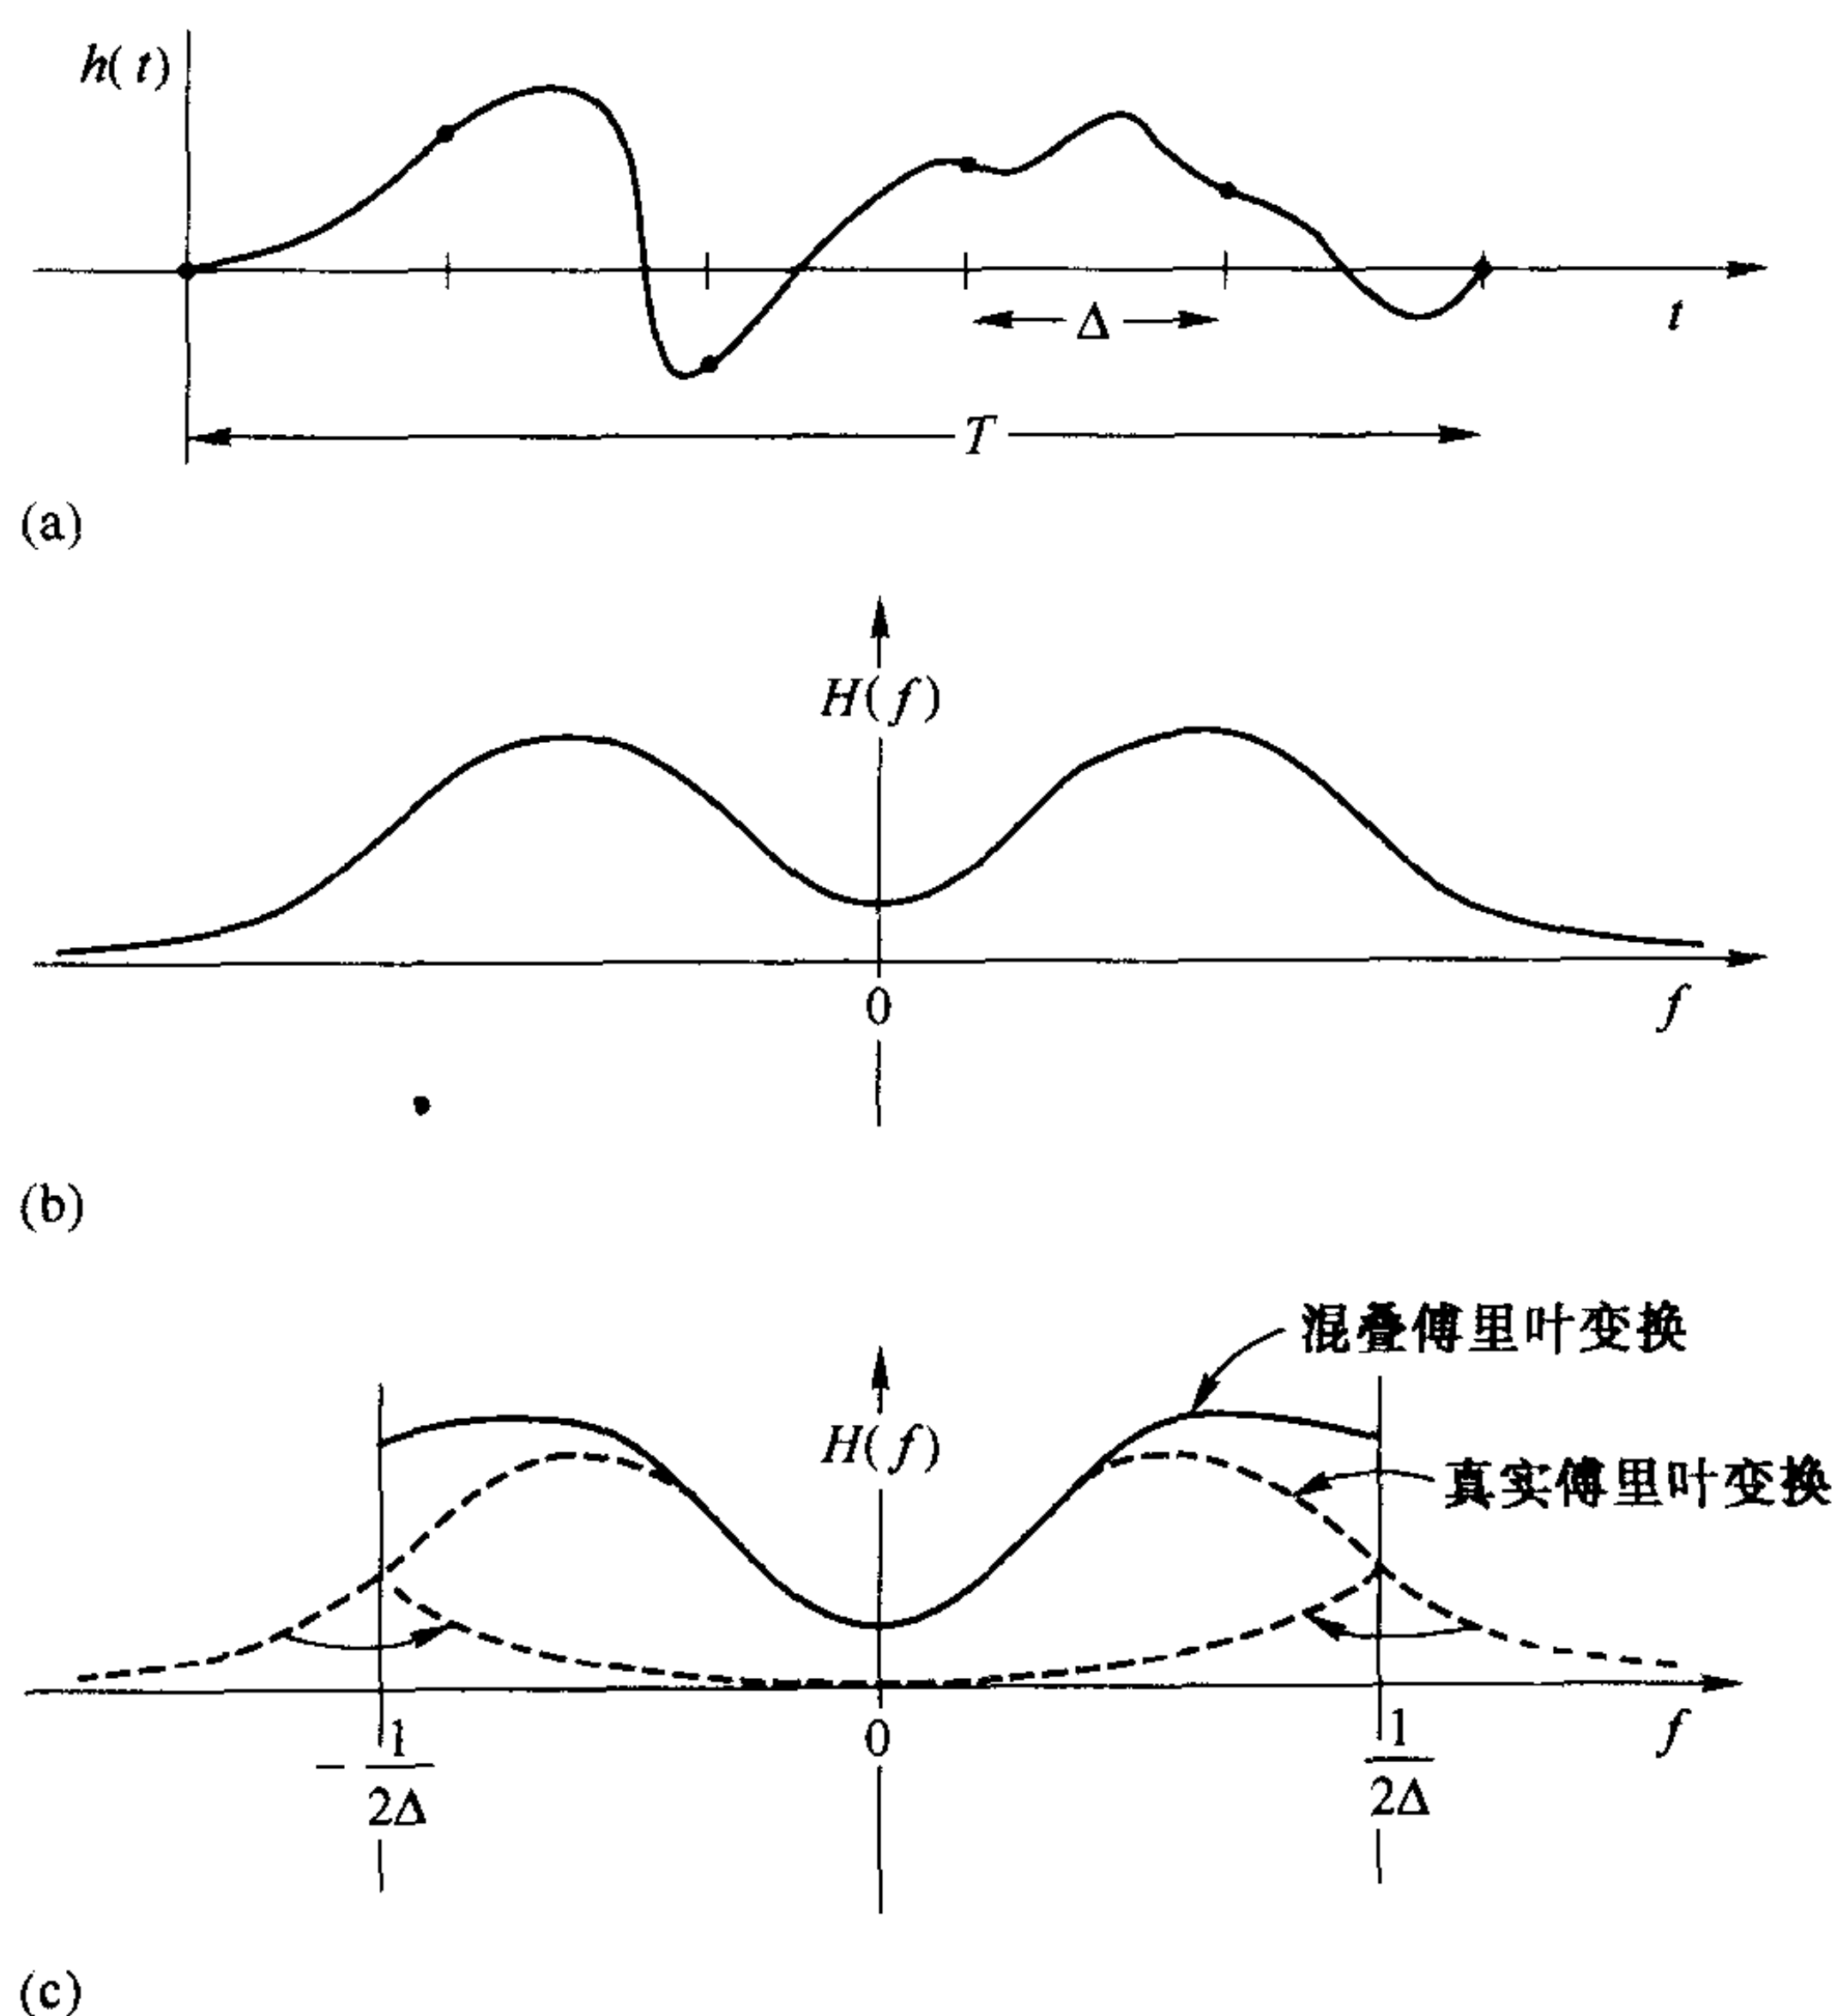 h(t)
Δ
t
T
(a)
H(f)
0
f
(b)
混叠傅里叶变换
H(f)
真实傅里叶变换
- 1/2Δ
0
1/2Δ
f
(c)